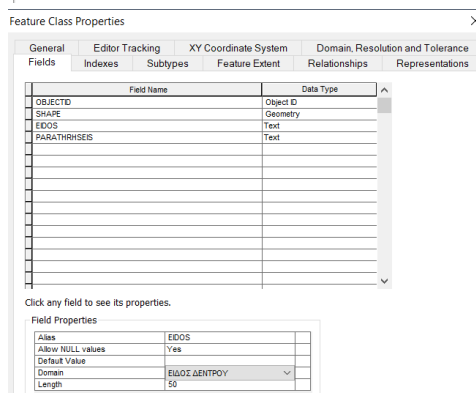 Feature Class Properties
General Editor Tracking XY Coordinate System Domain, Resolution and Tolerance
Fields Indexes Subtypes Feature Extent Relationships Representations
Field Name Data Type
OBJECTID Object ID
SHAPE Geometry
EIDOS Text
PARATHRHSEIS Text
Click any field to see its properties.
Field Properties
Alias EIDOS
Allow NULL values Yes
Default Value
Domain ΕΙΔΟΣ ΔΕΝΤΡΟΥ
Length 50